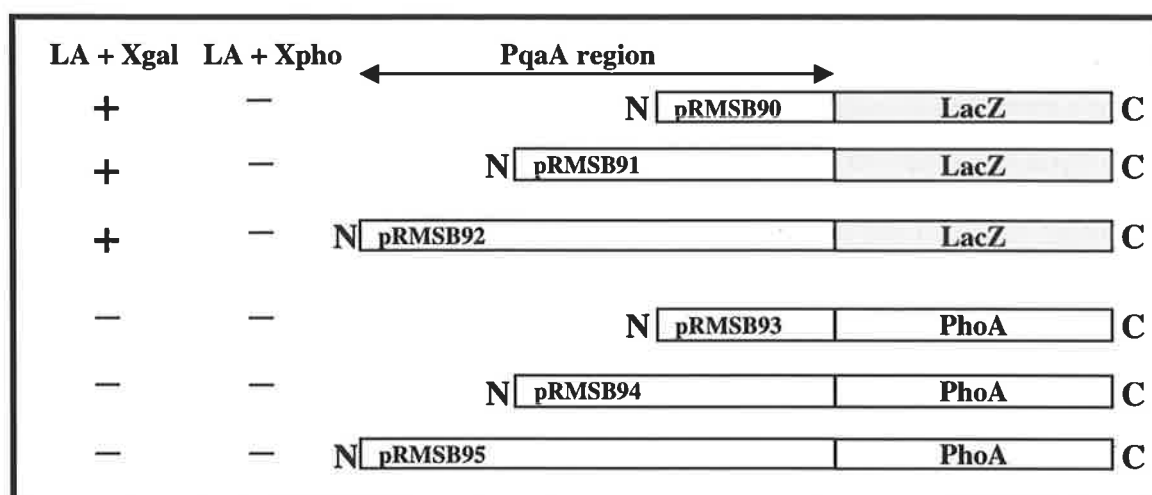 LA + Xgal LA + Xpho PqaA region
+ − N pRMSB90 LacZ C
+ − N pRMSB91 LacZ C
+ − N pRMSB92 LacZ C
− − N pRMSB93 PhoA C
− − N pRMSB94 PhoA C
− − N pRMSB95 PhoA C